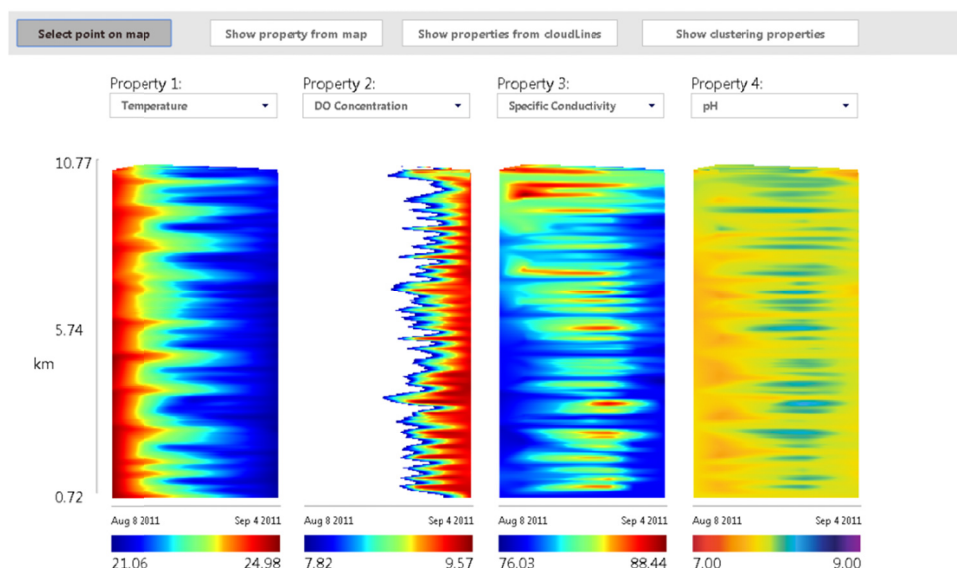 Select point on map Show property from map Show properties from cloudLines Show clustering properties
Property 1: Property 2: Property 3: Property 4:
Temperature DO Concentration Specific Conductivity pH
10.77
5.74
km
0.72
Aug 8 2011 Sep 4 2011 Aug 8 2011 Sep 4 2011 Aug 8 2011 Sep 4 2011 Aug 8 2011 Sep 4 2011
21.06 24.98 7.82 9.57 76.03 88.44 7.00 9.00